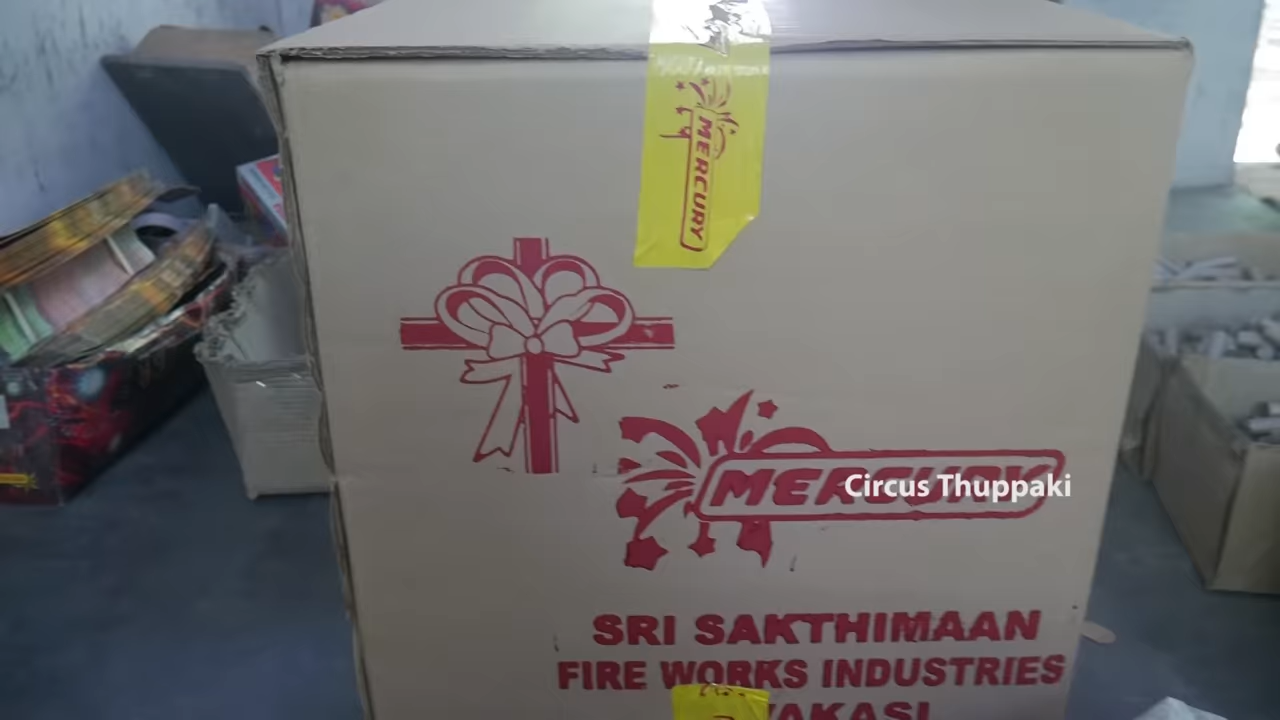 MERCURY
MERCURY
Circus Thuppaki
SRI SAKTHIMAAN
FIRE WORKS INDUSTRIES